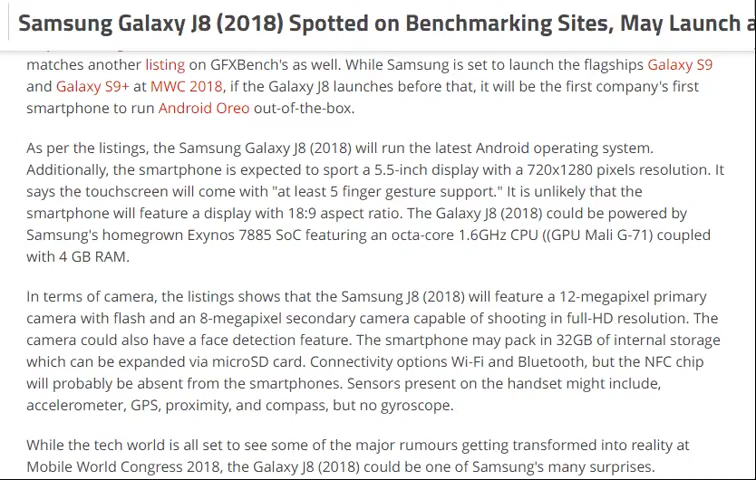 Samsung Galaxy J8 (2018) Spotted on Benchmarking Sites, May Launch
matches another listing on GFXBench's as well. While Samsung is set to launch the flagships Galaxy S9
and Galaxy S9+ at MWC 2018, if the Galaxy J8 launches before that, it will be the first company's first
smartphone to run Android Oreo out-of-the-box.
As per the listings, the Samsung Galaxy J8 (2018) will run the latest Android operating system.
Additionally, the smartphone is expected to sport a 5.5-inch display with a 720x1280 pixels resolution. It
says the touchscreen will come with "at least 5 finger gesture support." It is unlikely that the
smartphone will feature a display with 18:9 aspect ratio. The Galaxy J8 (2018) could be powered by
Samsung's homegrown Exynos 7885 SoC featuring an octa-core 1.6GHz CPU ((GPU Mali G-71) coupled
with 4 GB RAM.
In terms of camera, the listings shows that the Samsung J8 (2018) will feature a 12-megapixel primary
camera with flash and an 8-megapixel secondary camera capable of shooting in full-HD resolution. The
camera could also have a face detection feature. The smartphone may pack in 32GB of internal storage
which can be expanded via microSD card. Connectivity options Wi-Fi and Bluetooth, but the NFC chip
will probably be absent from the smartphones. Sensors present on the handset might include,
accelerometer, GPS, proximity, and compass, but no gyroscope.
While the tech world is all set to see some of the major rumours getting transformed into reality at
Mobile World Congress 2018, the Galaxy J8 (2018) could be one of Samsung's many surprises.